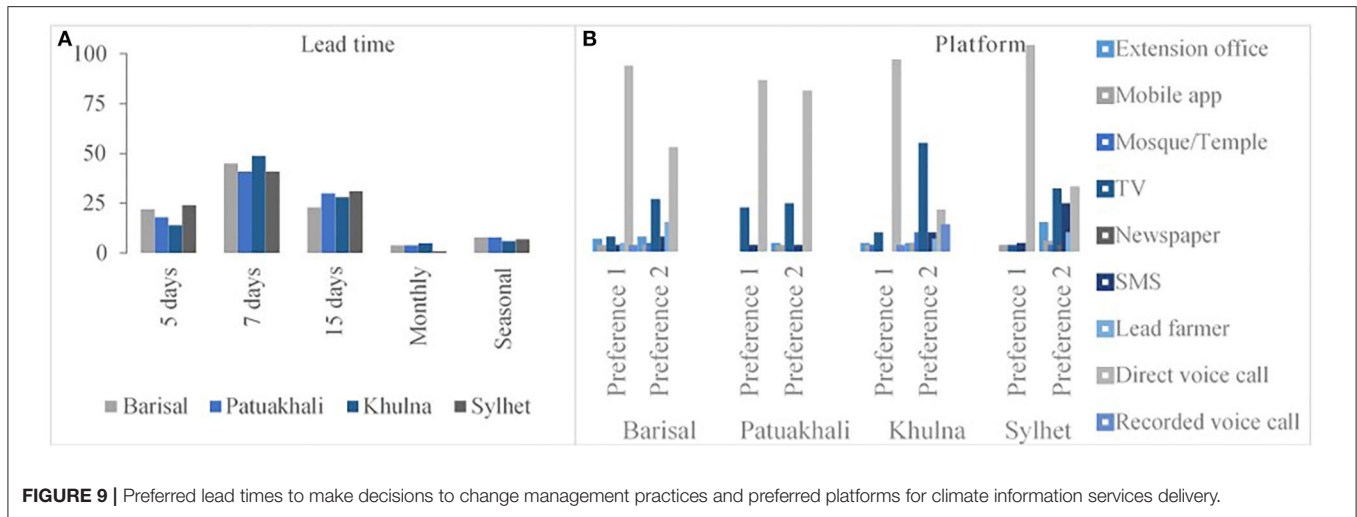 A
Lead time
100
75
50
25
0
5 days
7 days
15 days
Monthly
Seasonal
Barisal Patuakhali Khulna Sylhet
B
Platform
Preference 1
Preference 2
Preference 1
Preference 2
Preference 1
Preference 2
Preference 1
Preference 2
Barisal Patuakhali Khulna Sylhet
Extension office
Mobile app
Mosque/Temple
TV
Newspaper
SMS
Lead farmer
Direct voice call
Recorded voice call
FIGURE 9 | Preferred lead times to make decisions to change management practices and preferred platforms for climate information services delivery.